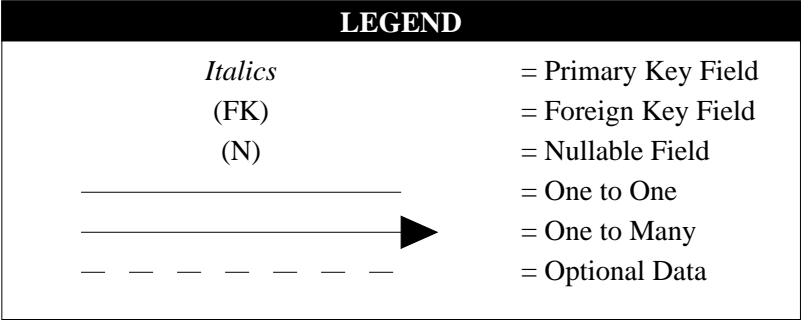 LEGEND
Italics = Primary Key Field
(FK) = Foreign Key Field
(N) = Nullable Field
= One to One
= One to Many
= Optional Data